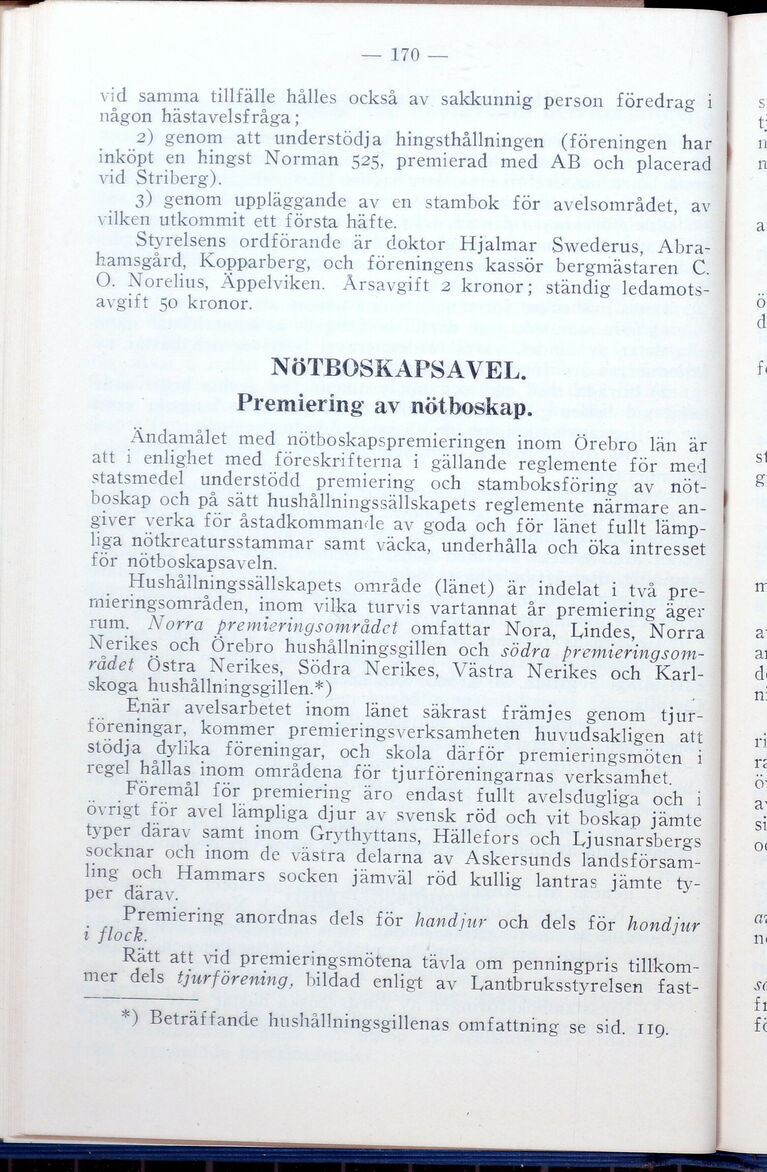 — 170 —
vid samma tillfälle hålles också av sakkunnig person föredrag i
någon hästavelsfråga;
2) genom att understödja hingsthållningen (föreningen har
inköpt en hingst Norman 525, premierad med AB och placerad
vid Striberg).
3) genom uppläggande av en stambok för avelsområdet, av
vilken utkommit ett första häfte.
Styrelsens ordförande är doktor Hjalmar Swederus, Abra-
hamsgård, Kopparberg, och föreningens kassör bergmästaren C.
O. Norelius, Äppelviken. Årsavgift 2 kronor; ständig ledamots-
avgift 50 kronor.
NÖTBOSKAPSAVEL.
Premiering av nötboskap.
Ändamålet med nötboskapspremieringen inom Örebro län är
att i enlighet med föreskrifterna i gällande reglemente för med
statsmedel understödd premiering och stamboksföring av nöt-
boskap och på sätt hushållningssällskapets reglemente närmare an-
giver verka för åstadkommande av goda och för länet fullt lämp-
liga nötkreatursstammar samt väcka, underhålla och öka intresset
för nötboskapsaveln.
Hushållningssällskapets område (länet) är indelat i två pre-
mieringsområden, inom vilka turvis vartannat år premiering äger
rum. Norra premieringsområdet omfattar Nora, Lindes, Norra
Nerikes och Örebro hushållningsgillen och södra premieringsom-
rådet Östra Nerikes, Södra Nerikes, Västra Nerikes och Karl-
skoga hushållningsgillen.*)
Enär avelsarbetet inom länet säkrast främjes genom tjur-
föreningar, kommer premieringsverksamheten huvudsakligen att
stödja dylika föreningar, och skola därför premieringsmöten i
regel hållas inom områdena för tjurföreningarnas verksamhet.
Föremål för premiering äro endast fullt avelsdugliga och i
övrigt för avel lämpliga djur av svensk röd och vit boskap jämte
typer därav samt inom Grythyttans, Hällefors och Ljusnarsbergs
socknar och inom de västra delarna av Askersunds landsförsam-
ling och Hammars socken jämväl röd kullig lantras jämte ty-
per därav.
Premiering anordnas dels för handjur och dels för hondjur
i flock.
Rätt att vid premieringsmötena tävla om penningpris tillkom-
mer dels tjurförening, bildad enligt av Lantbruksstyrelsen fast-
*) Beträffande hushållningsgillenas omfattning se sid. 119.